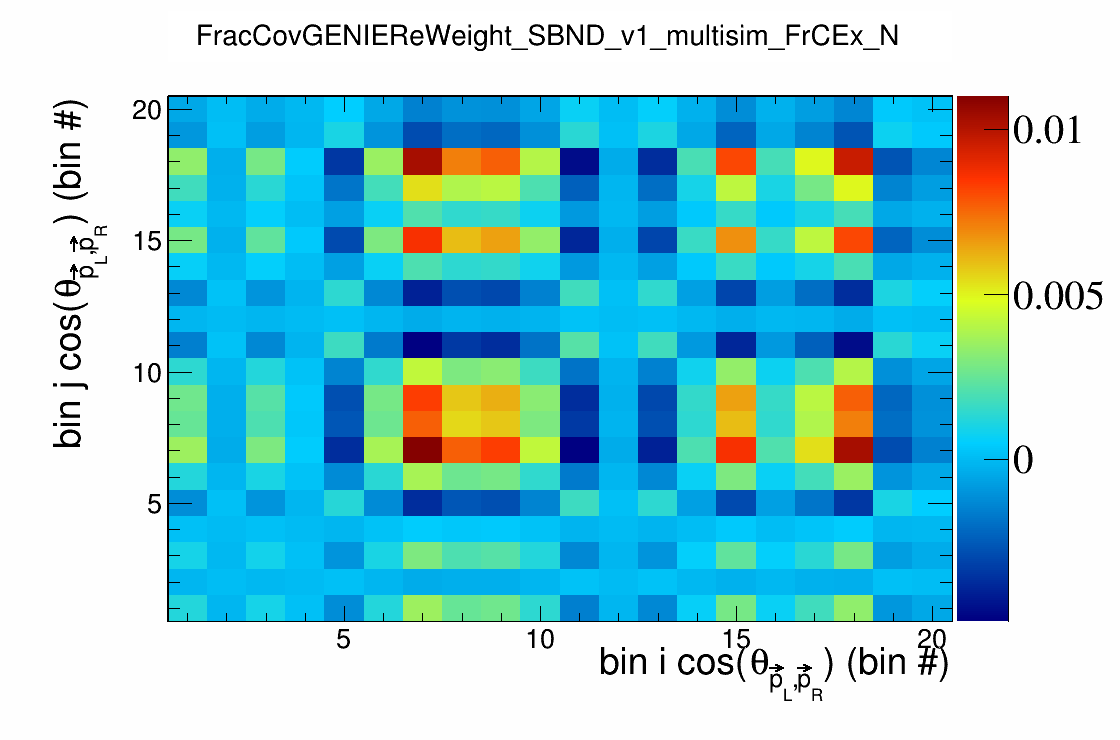 FracCovGENIEReWeight_SBND_v1_multisim_FrCEx_N
20
15
10
5
bin j cos(θp⃗L,p⃗R) (bin #)
5 10 15 20
bin i cos(θp⃗L,p⃗R) (bin #)
0.01
0.005
0